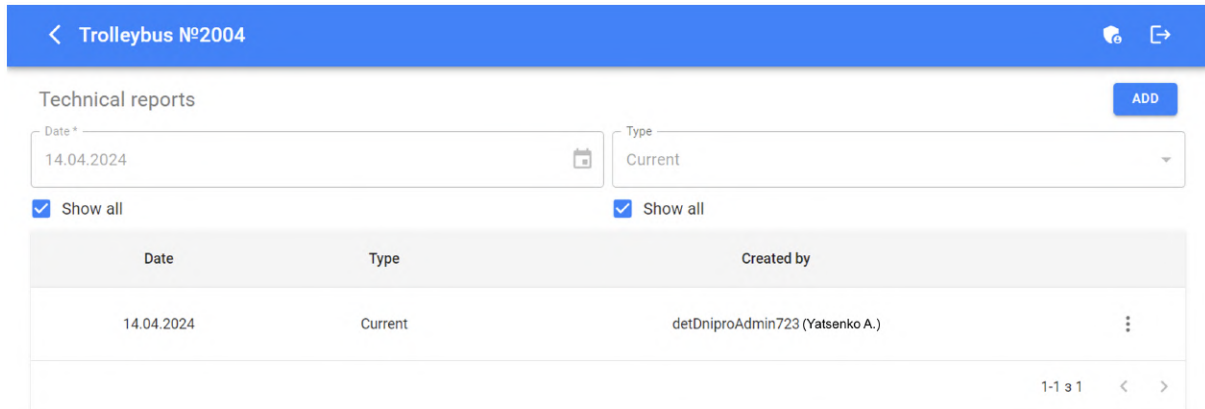 Trolleybus №2004
Technical reports
ADD
Date *
Type
14.04.2024
Current
Show all
Show all
Date Type Created by
14.04.2024 Current detDniproAdmin723 (Yatsenko A.)
1-1 з 1